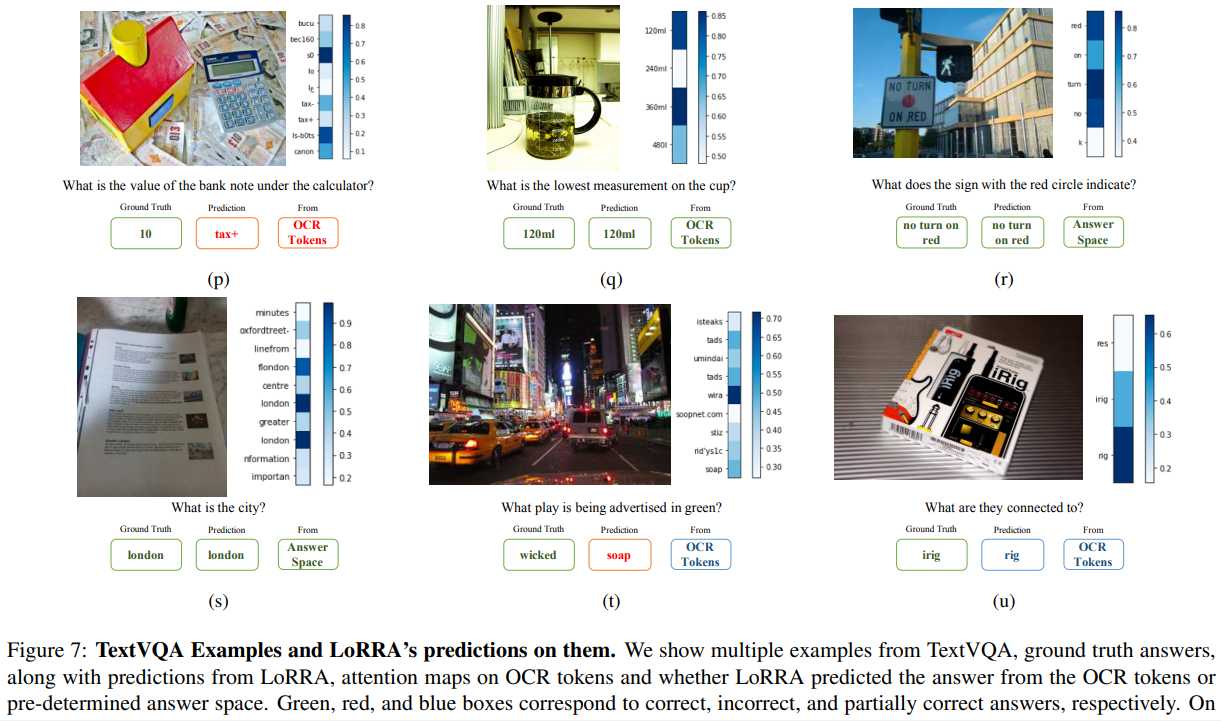 bucu
bec160
s0
lo
tax-
tax+
ls-b0ts
canon
0.8
0.7
0.6
0.5
0.4
0.3
0.2
0.1
What is the value of the bank note under the calculator?
Ground Truth Prediction From
10 tax+ OCR Tokens
(p)
120ml
240ml
360ml
480l
0.85
0.80
0.75
0.70
0.65
0.60
0.55
0.50
What is the lowest measurement on the cup?
Ground Truth Prediction From
120ml 120ml OCR Tokens
(q)
NO TURN
ON RED
red
on
turn
no
k
0.8
0.7
0.6
0.5
0.4
What does the sign with the red circle indicate?
Ground Truth Prediction From
no turn on red no turn on red Answer Space
(r)
minutes
oxfordtreet-
linefrom
flondon
centre
london
greater
london
nformation
importan
0.9
0.8
0.7
0.6
0.5
0.4
0.3
0.2
What is the city?
Ground Truth Prediction From
london london Answer Space
(s)
isteaks
tads
umindai
tads
wira
soopnet.com
stiz
rid'ys1c
soap
0.70
0.65
0.60
0.55
0.50
0.45
0.40
0.35
0.30
What play is being advertised in green?
Ground Truth Prediction From
wicked soap OCR Tokens
(t)
iRig
iRig
res
irig
rig
0.6
0.5
0.4
0.3
0.2
What are they connected to?
Ground Truth Prediction From
irig rig OCR Tokens
(u)
Figure 7: TextVQA Examples and LoRRA's predictions on them. We show multiple examples from TextVQA, ground truth answers,
along with predictions from LoRRA, attention maps on OCR tokens and whether LoRRA predicted the answer from the OCR tokens or
pre-determined answer space. Green, red, and blue boxes correspond to correct, incorrect, and partially correct answers, respectively. On